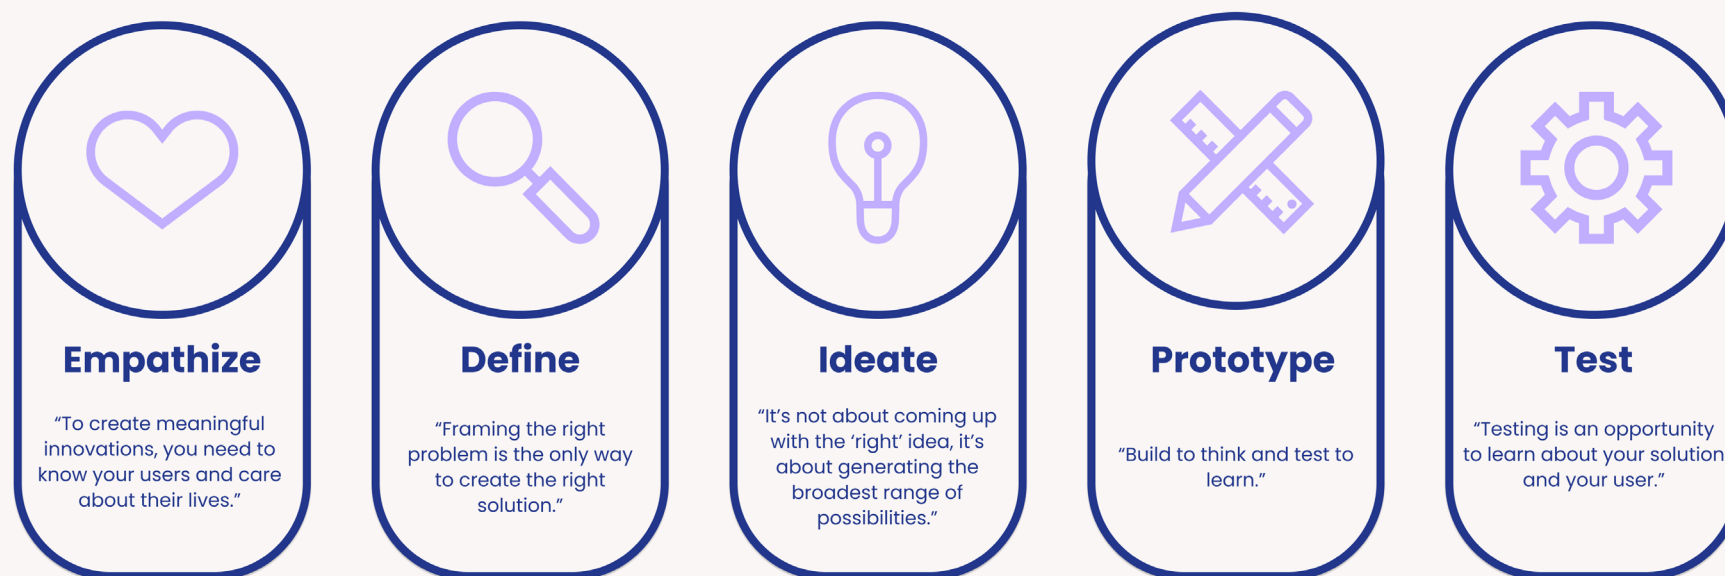 Empathize
“To create meaningful
innovations, you need to
know your users and care
about their lives.”
Define
“Framing the right
problem is the only way
to create the right
solution.”
Ideate
“It’s not about coming up
with the ‘right’ idea, it’s
about generating the
broadest range of
possibilities.”
Prototype
“Build to think and test to
learn.”
Test
“Testing is an opportunity
to learn about your solution
and your user.”